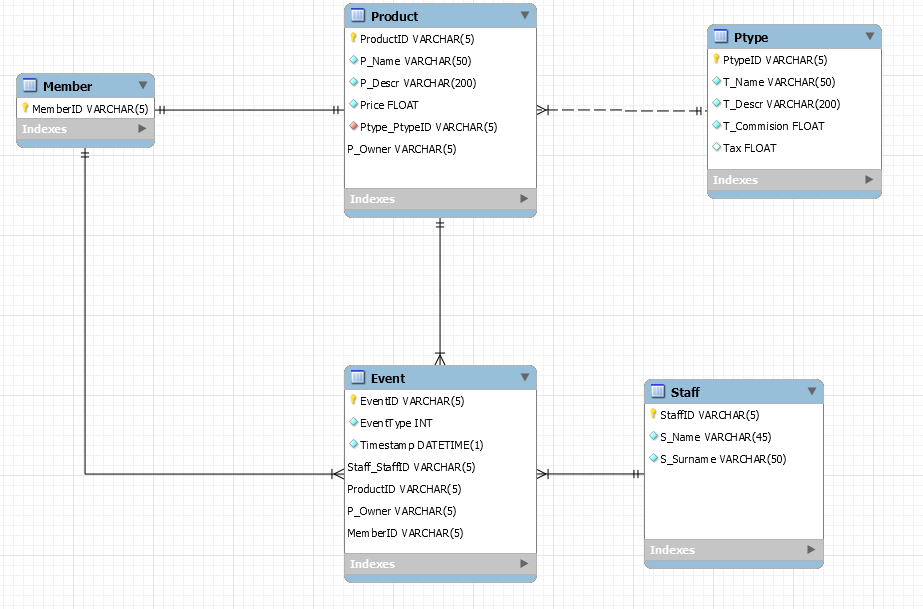 Product
ProductID VARCHAR(5)
P_Name VARCHAR(50)
P_Descr VARCHAR(200)
Price FLOAT
Ptype_PtypeID VARCHAR(5)
P_Owner VARCHAR(5)
Indexes
Ptype
PtypeID VARCHAR(5)
T_Name VARCHAR(50)
T_Descr VARCHAR(200)
T_Commision FLOAT
Tax FLOAT
Indexes
Member
MemberID VARCHAR(5)
Indexes
Event
EventID VARCHAR(5)
EventType INT
Timestamp DATETIME(1)
Staff_StaffID VARCHAR(5)
ProductID VARCHAR(5)
P_Owner VARCHAR(5)
MemberID VARCHAR(5)
Indexes
Staff
StaffID VARCHAR(5)
S_Name VARCHAR(45)
S_Surname VARCHAR(50)
Indexes